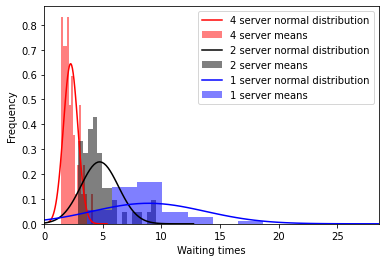 4 server normal distribution
4 server means
2 server normal distribution
2 server means
1 server normal distribution
1 server means
Frequency
0.8
0.7
0.6
0.5
0.4
0.3
0.2
0.1
0.0
0 5 10 15 20 25
Waiting times